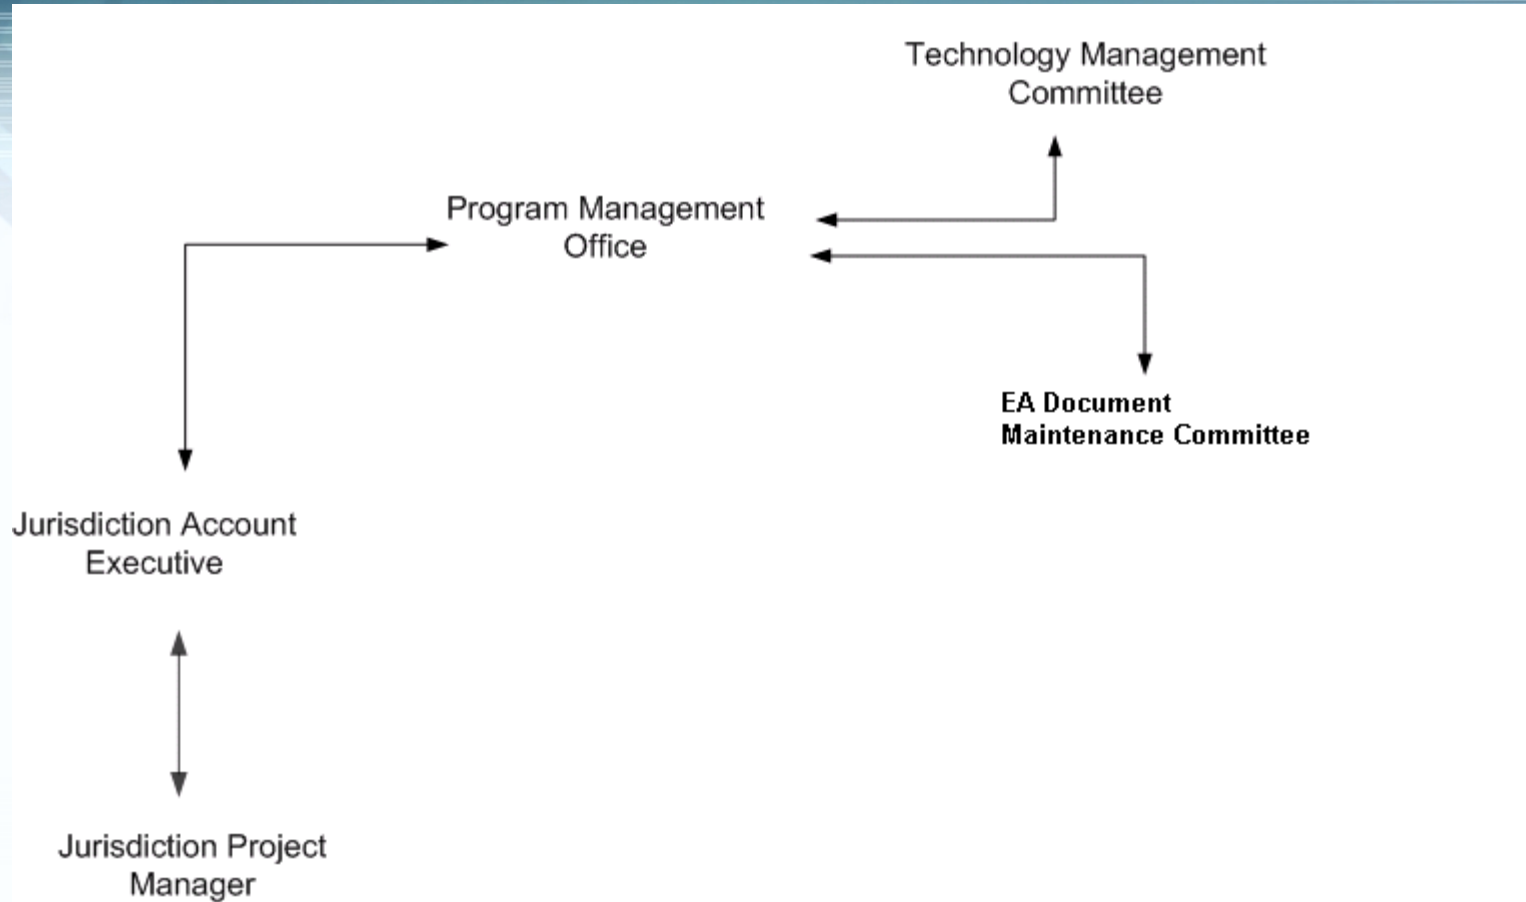 Technology Management
Committee
Program Management
Office
EA Document
Maintenance Committee
Jurisdiction Account
Executive
Jurisdiction Project
Manager